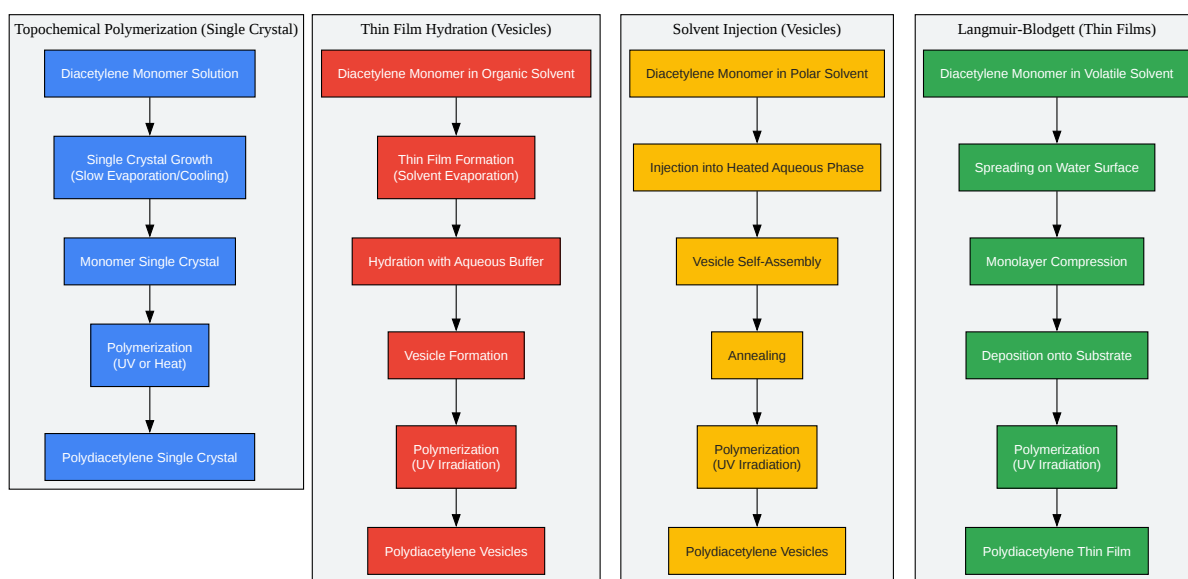 Topochemical Polymerization (Single Crystal)
Diacetylene Monomer Solution
Single Crystal Growth
(Slow Evaporation/Cooling)
Monomer Single Crystal
Polymerization
(UV or Heat)
Polydiacetylene Single Crystal
Thin Film Hydration (Vesicles)
Diacetylene Monomer in Organic Solvent
Thin Film Formation
(Solvent Evaporation)
Hydration with Aqueous Buffer
Vesicle Formation
Polymerization
(UV Irradiation)
Polydiacetylene Vesicles
Solvent Injection (Vesicles)
Diacetylene Monomer in Polar Solvent
Injection into Heated Aqueous Phase
Vesicle Self-Assembly
Annealing
Polymerization
(UV Irradiation)
Polydiacetylene Vesicles
Langmuir-Blodgett (Thin Films)
Diacetylene Monomer in Volatile Solvent
Spreading on Water Surface
Monolayer Compression
Deposition onto Substrate
Polymerization
(UV Irradiation)
Polydiacetylene Thin Film